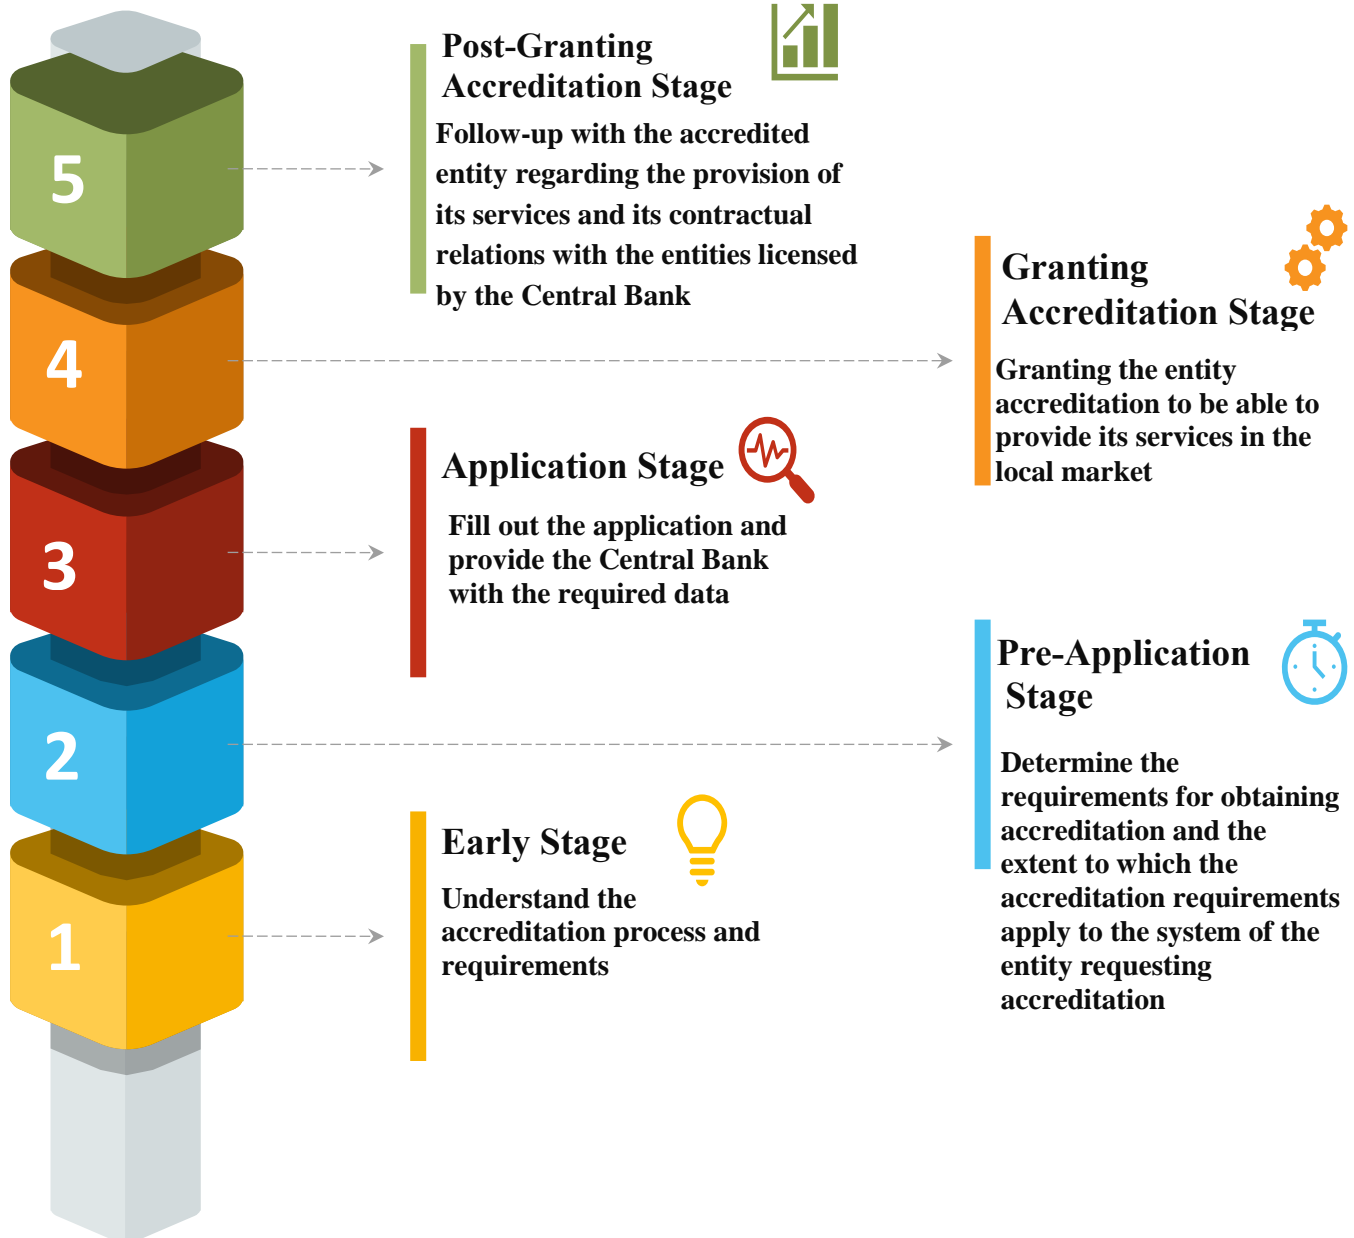 5
Post-Granting
Accreditation Stage
Follow-up with the accredited
entity regarding the provision of
its services and its contractual
relations with the entities licensed
by the Central Bank
4
Granting
Accreditation Stage
Granting the entity
accreditation to be able to
provide its services in the
local market
3
Application Stage
Fill out the application and
provide the Central Bank
with the required data
2
Pre-Application
Stage
Determine the
requirements for obtaining
accreditation and the
extent to which the
accreditation requirements
apply to the system of the
entity requesting
accreditation
1
Early Stage
Understand the
accreditation process and
requirements